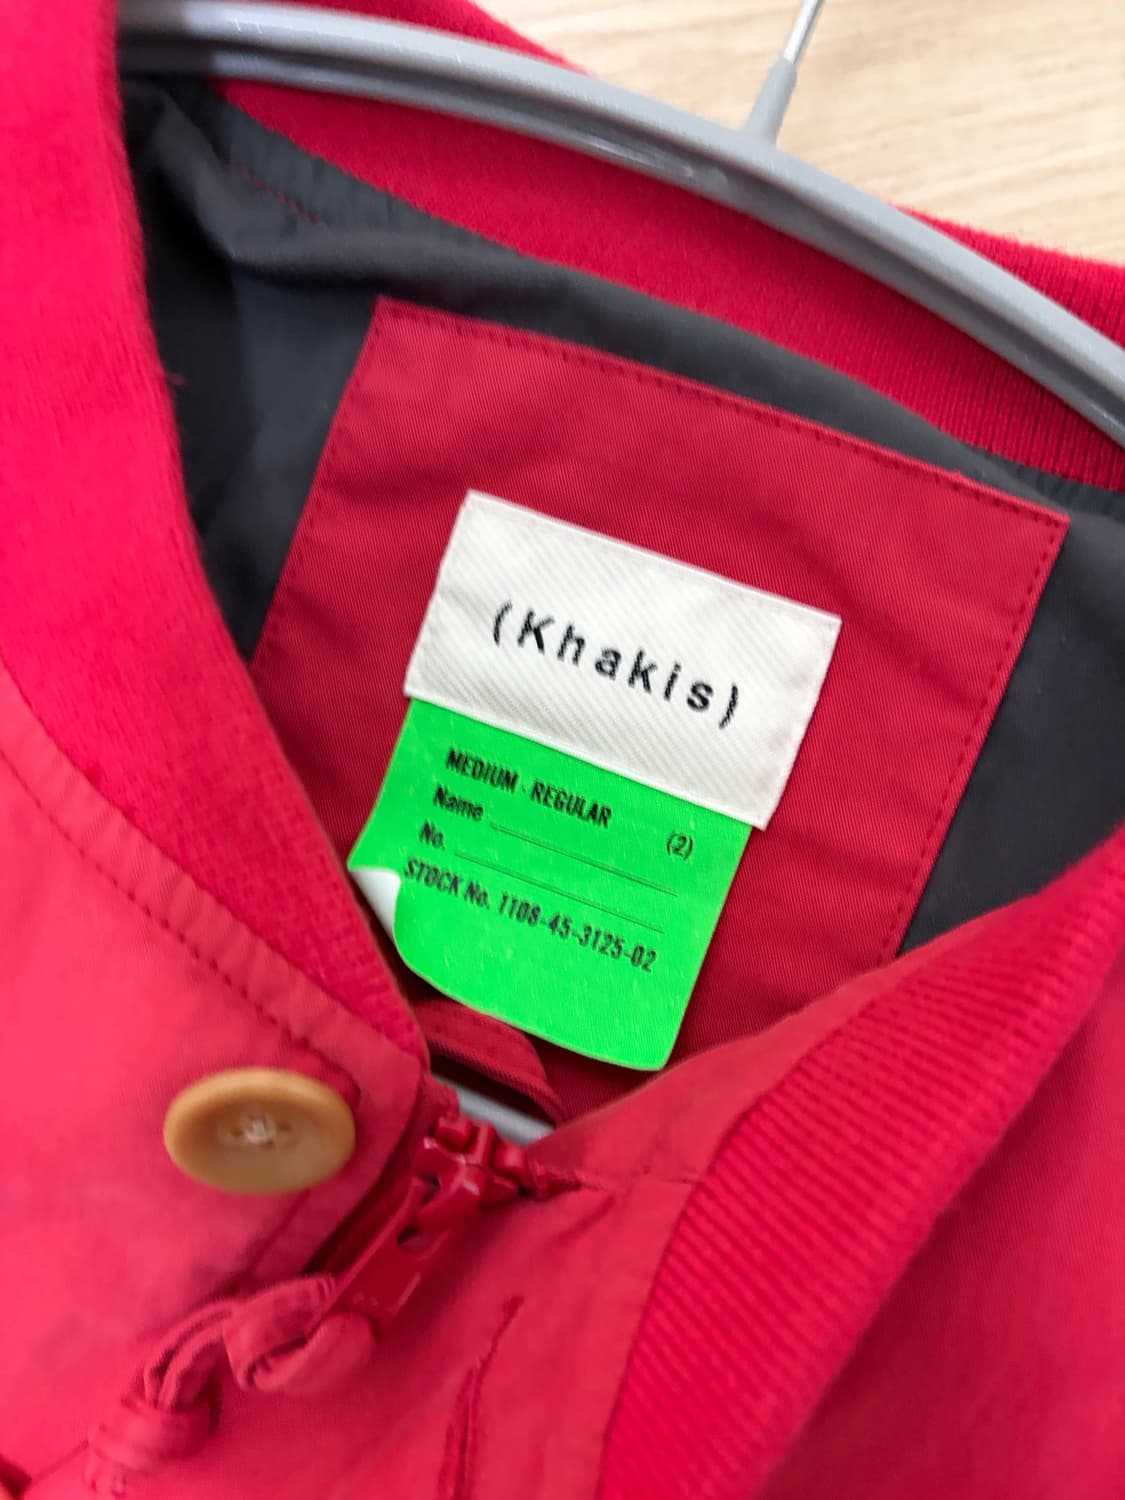 (Khakis)
MEDIUM - REGULAR (2)
Name
No.
STOCK No. 1108-45-3125-02